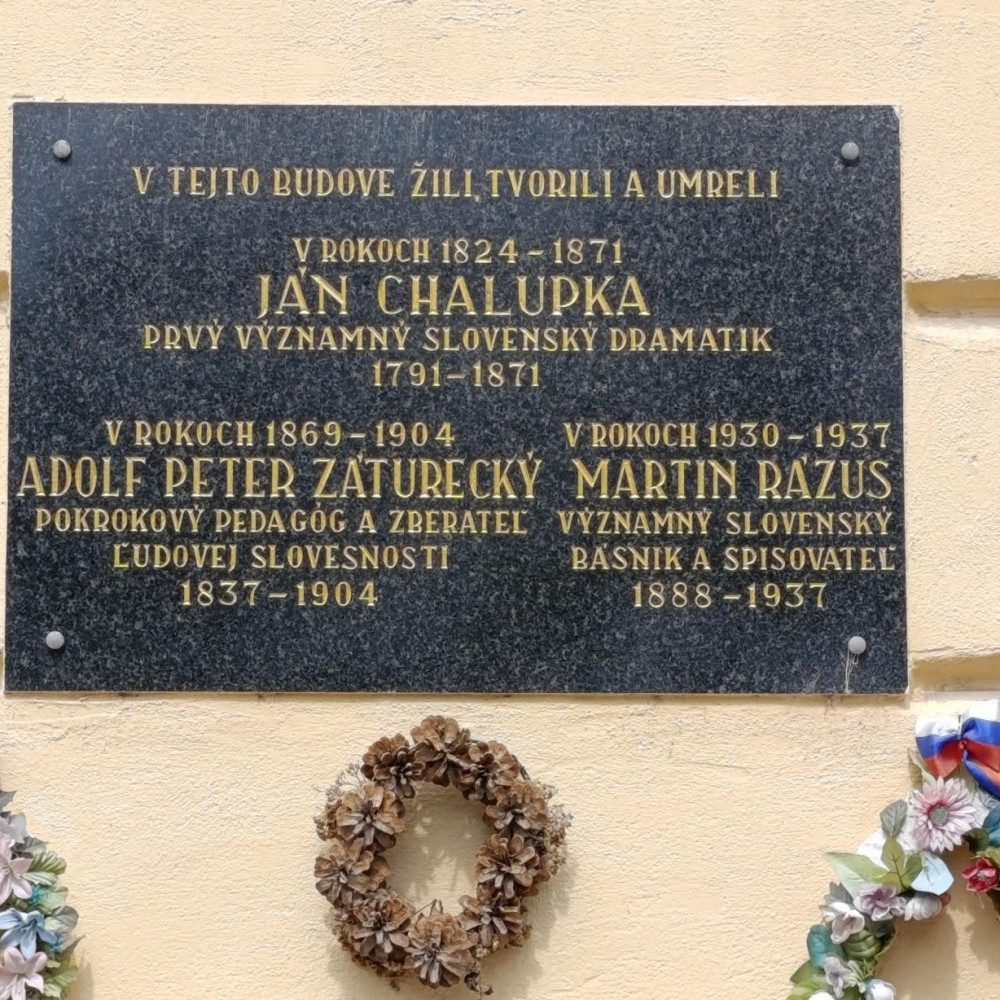 V TEJTO BUDOVE ŽILI, TVORILI A UMRELI
V ROKOCH 1824 – 1871
JÁN CHALUPKA
PRVÝ VÝZNAMNÝ SLOVENSKÝ DRAMATIK
1791 – 1871
V ROKOCH 1869 – 1904
ADOLF PETER ZÁTURECKÝ
POKROKOVÝ PEDAGÓG A ZBERATEĽ
ĽUDOVEJ SLOVESNOSTI
1837 – 1904
V ROKOCH 1930 – 1937
MARTIN RÁZUS
VÝZNAMNÝ SLOVENSKÝ
BÁSNIK A SPISOVATEĽ
1888 – 1937